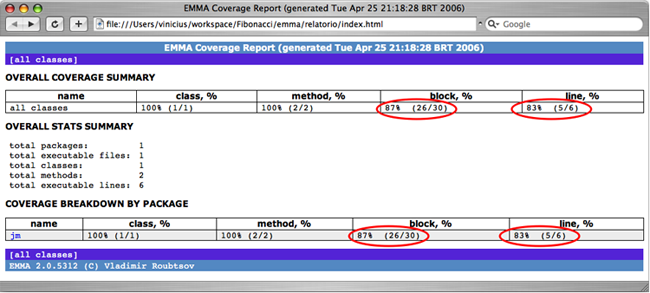 EMMA Coverage Report (generated Tue Apr 25 21:18:28 BRT 2006)
file:///Users/vinicius/workspace/Fibonacci/emma/relatorio/index.html
Google
EMMA Coverage Report (generated Tue Apr 25 21:18:28 BRT 2006)
[all classes]
OVERALL COVERAGE SUMMARY
name class, % method, % block, % line, %
all classes 100% (1/1) 100% (2/2) 87% (26/30) 83% (5/6)
OVERALL STATS SUMMARY
total packages: 1
total executable files: 1
total classes: 1
total methods: 2
total executable lines: 6
COVERAGE BREAKDOWN BY PACKAGE
name class, % method, % block, % line, %
jm 100% (1/1) 100% (2/2) 87% (26/30) 83% (5/6)
[all classes]
EMMA 2.0.5312 (C) Vladimir Roubtsov